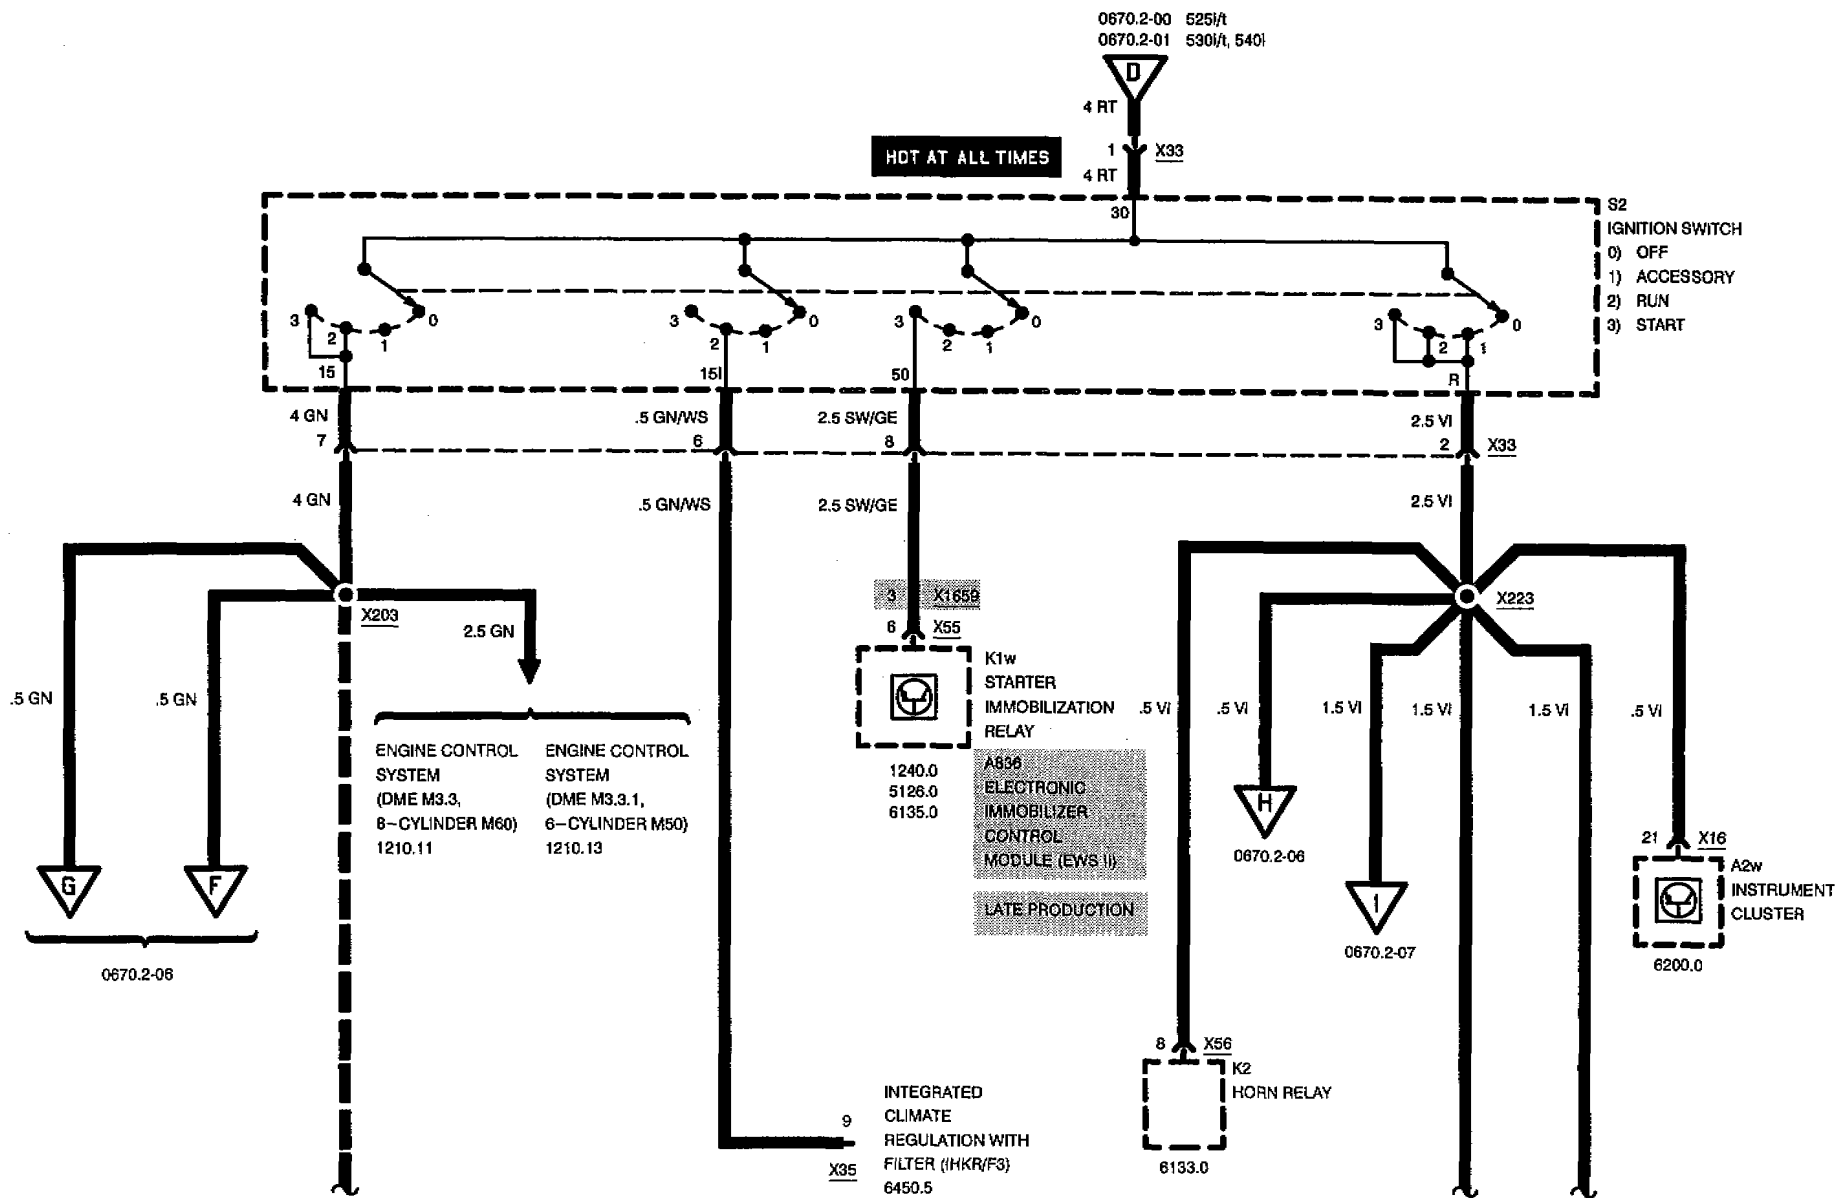 0670.2-00 525i/t
0670.2-01 530i/t, 540i
D
4 RT
HOT AT ALL TIMES
1 X33
4 RT
30
S2
IGNITION SWITCH
0) OFF
1) ACCESSORY
2) RUN
3) START
3 2 1 0
3 2 1 0
3 2 1 0
3 2 1 0
15 15I 50 R
4 GN .5 GN/WS 2.5 SW/GE 2.5 VI
7 6 8 2 X33
4 GN .5 GN/WS 2.5 SW/GE 2.5 VI
3 X1659
X203 X223
6 X55
2.5 GN
K1w
STARTER
IMMOBILIZATION
RELAY
.5 GN .5 GN .5 VI .5 VI 1.5 VI 1.5 VI 1.5 VI .5 VI
ENGINE CONTROL
SYSTEM
(DME M3.3,
8-CYLINDER M60)
1210.11
ENGINE CONTROL
SYSTEM
(DME M3.3.1,
6-CYLINDER M50)
1210.13
1240.0
5126.0
6135.0
A836
ELECTRONIC
IMMOBILIZER
CONTROL
MODULE (EWS II)
LATE PRODUCTION
H
0670.2-06
21 X16
A2w
INSTRUMENT
CLUSTER
6200.0
G F
0670.2-06
I
0670.2-07
8 X56
K2
HORN RELAY
6133.0
9
X35
INTEGRATED
CLIMATE
REGULATION WITH
FILTER (IHKR/F3)
6450.5